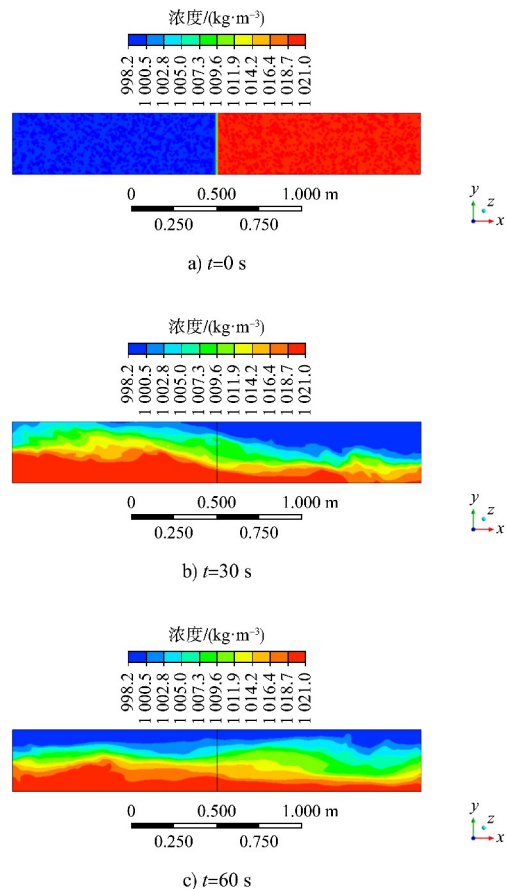 浓度/(kg·m⁻³)
998.2 1 000.5 1 002.8 1 005.0 1 007.3 1 009.6 1 011.9 1 014.2 1 016.4 1 018.7 1 021.0
0 0.500 1.000 m
0.250 0.750
y z x
a) t=0 s
浓度/(kg·m⁻³)
998.2 1 000.5 1 002.8 1 005.0 1 007.3 1 009.6 1 011.9 1 014.2 1 016.4 1 018.7 1 021.0
0 0.500 1.000 m
0.250 0.750
y z x
b) t=30 s
浓度/(kg·m⁻³)
998.2 1 000.5 1 002.8 1 005.0 1 007.3 1 009.6 1 011.9 1 014.2 1 016.4 1 018.7 1 021.0
0 0.500 1.000 m
0.250 0.750
y z x
c) t=60 s